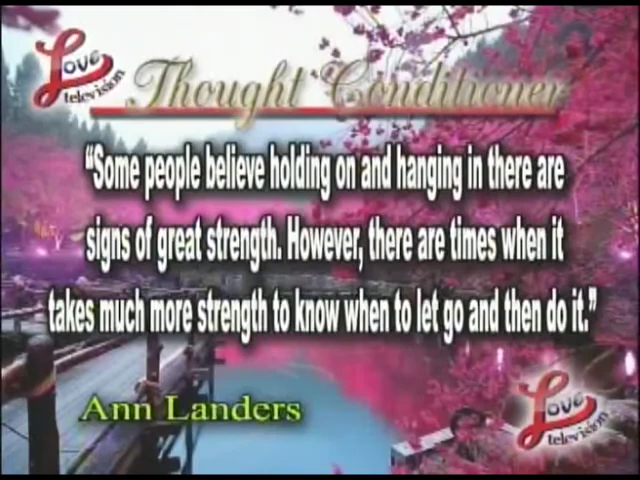 Love
television
Thought Conditioner
“Some people believe holding on and hanging in there are
signs of great strength. However, there are times when it
takes much more strength to know when to let go and then do it.”
Ann Landers
Love
television